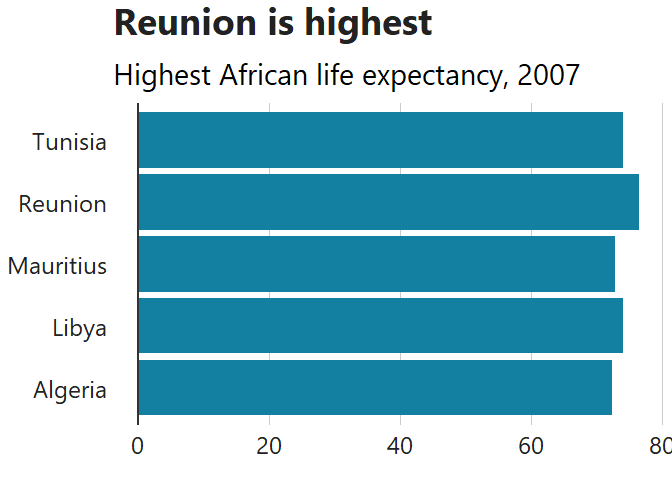 Reunion is highest
Highest African life expectancy, 2007
Tunisia
Reunion
Mauritius
Libya
Algeria
0 20 40 60 80